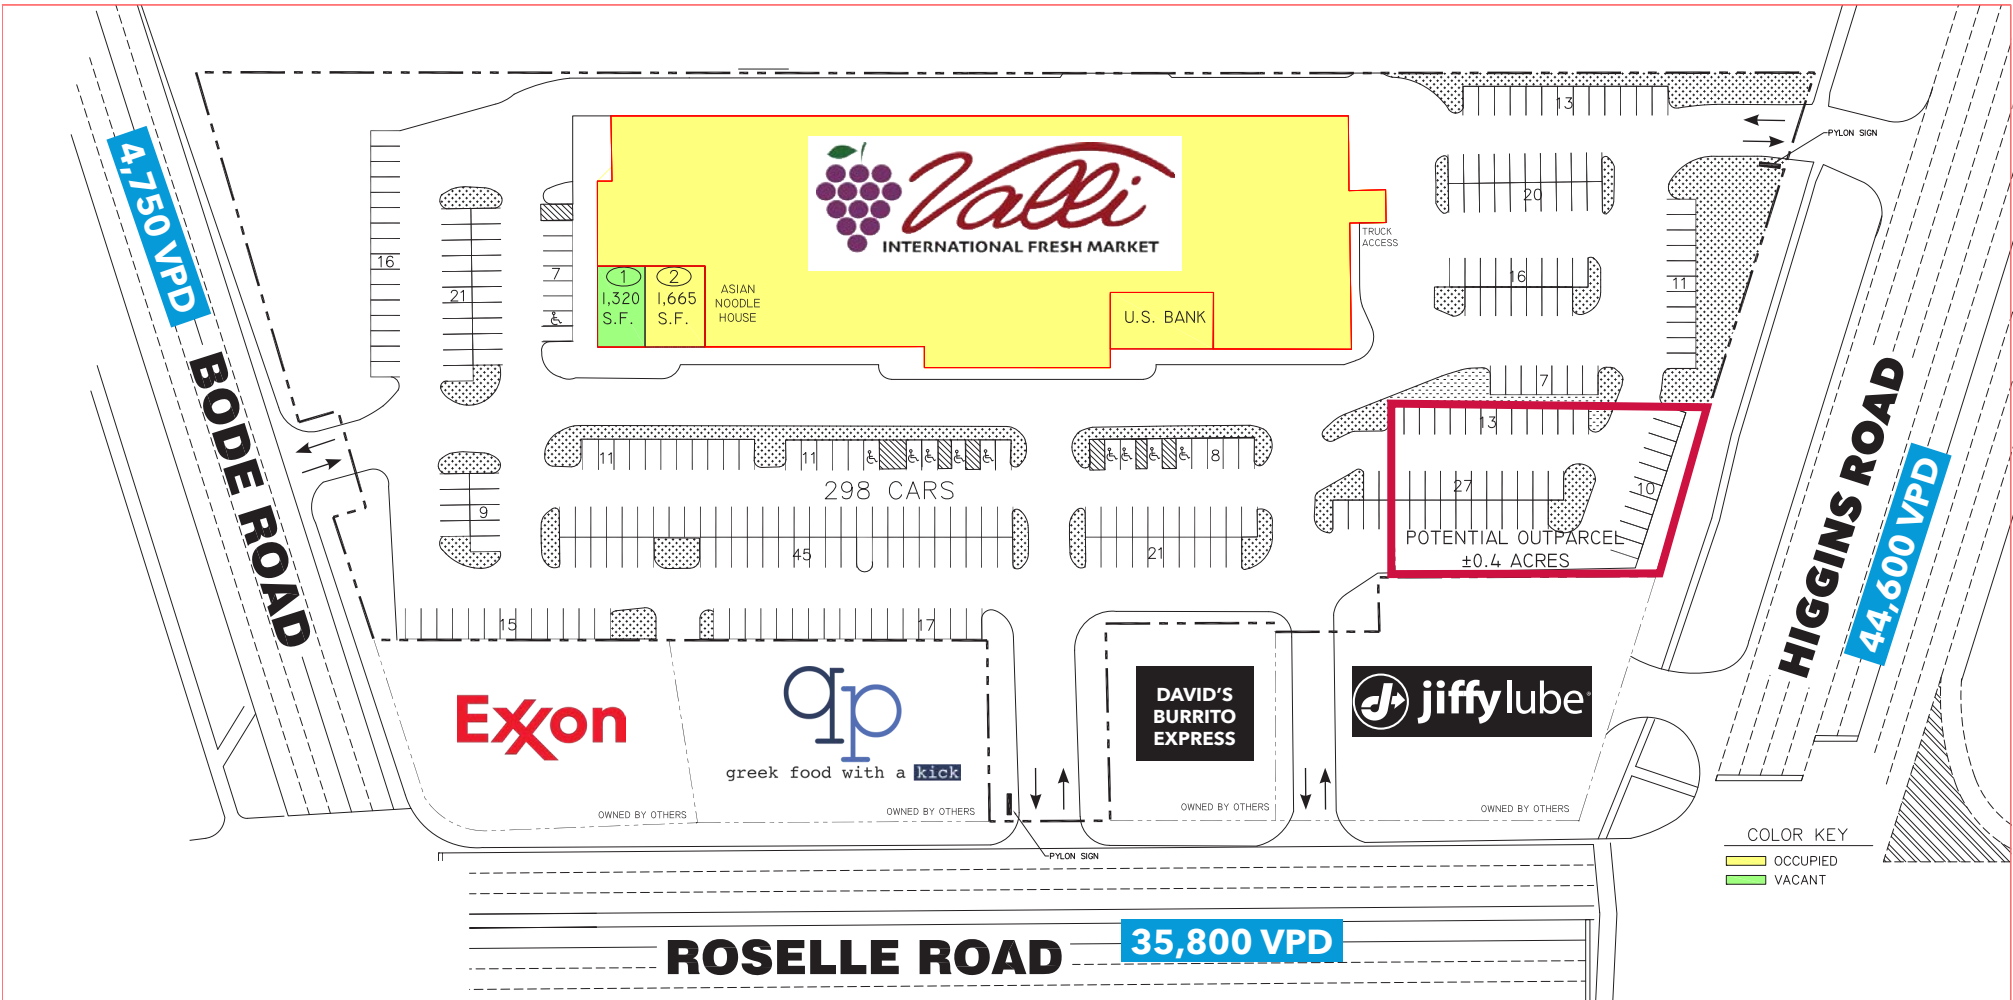 13
PYLON SIGN
4,750 VPD
Valli
INTERNATIONAL FRESH MARKET
20
TRUCK
ACCESS
16
21
7
1
1,320
S.F.
2
1,665
S.F.
ASIAN
NOODLE
HOUSE
U.S. BANK
16
11
7
BODE ROAD
13
11
11
8
298 CARS
27
10
9
45
21
POTENTIAL OUTPARCEL
±0.4 ACRES
HIGGINS ROAD
44,600 VPD
15
17
Exxon
qp
greek food with a kick
DAVID'S
BURRITO
EXPRESS
jiffylube
OWNED BY OTHERS
OWNED BY OTHERS
OWNED BY OTHERS
OWNED BY OTHERS
PYLON SIGN
COLOR KEY
OCCUPIED
VACANT
ROSELLE ROAD
35,800 VPD